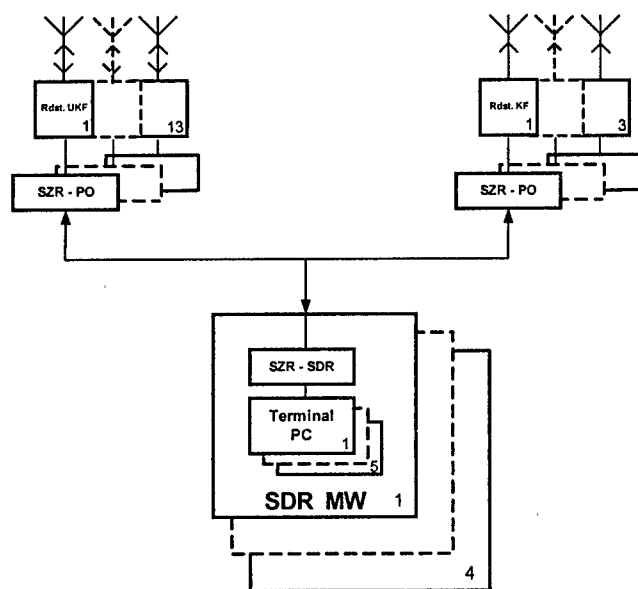 Rdst. UKF
1
13
SZR - PO
Rdst. KF
1
3
SZR - PO
SZR - SDR
Terminal
PC
1
5
SDR MW
1
4